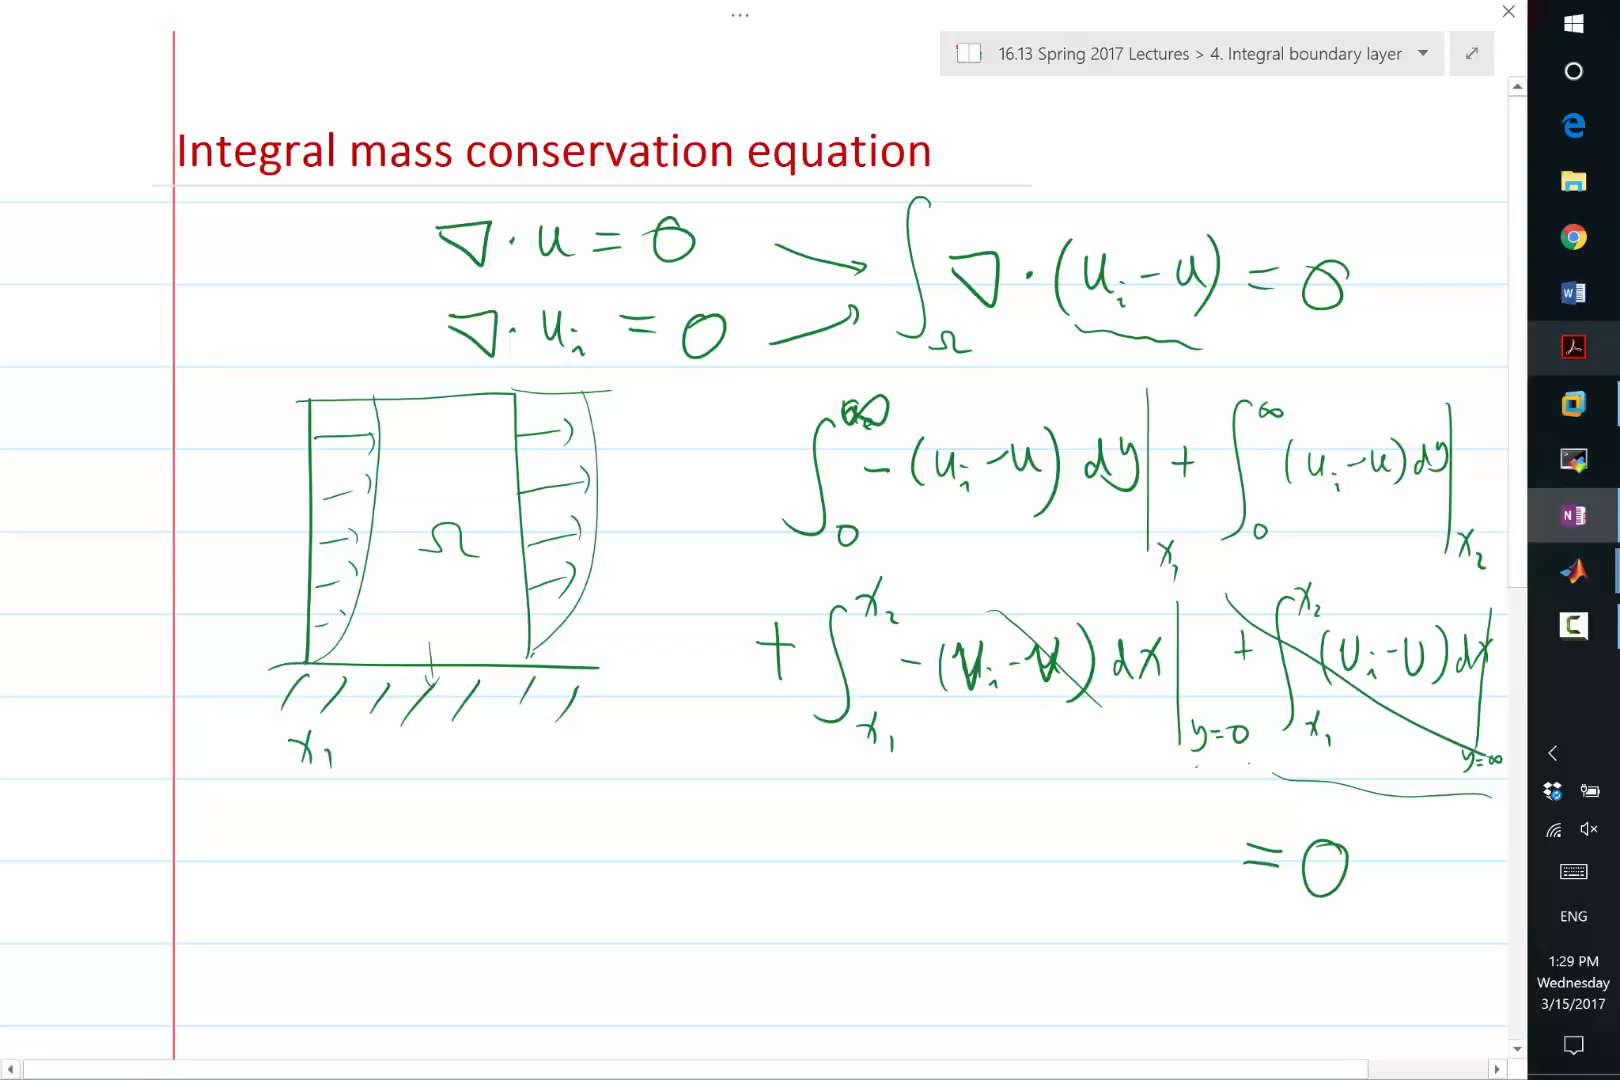 16.13 Spring 2017 Lectures > 4. Integral boundary layer
Integral mass conservation equation
∇ · u = 0
∇ · u_i = 0
∫_Ω ∇ · (u_i − u) = 0
Ω
x_1
∫_0^∞ −(u_i − u) dy |_{x_1} + ∫_0^∞ (u_i − u) dy |_{x_2}
+ ∫_{x_1}^{x_2} −(v_i − v) dx |_{y=0} + ∫_{x_1}^{x_2} (v_i − v) dx |_{y=∞}
= 0
ENG
1:29 PM
Wednesday
3/15/2017